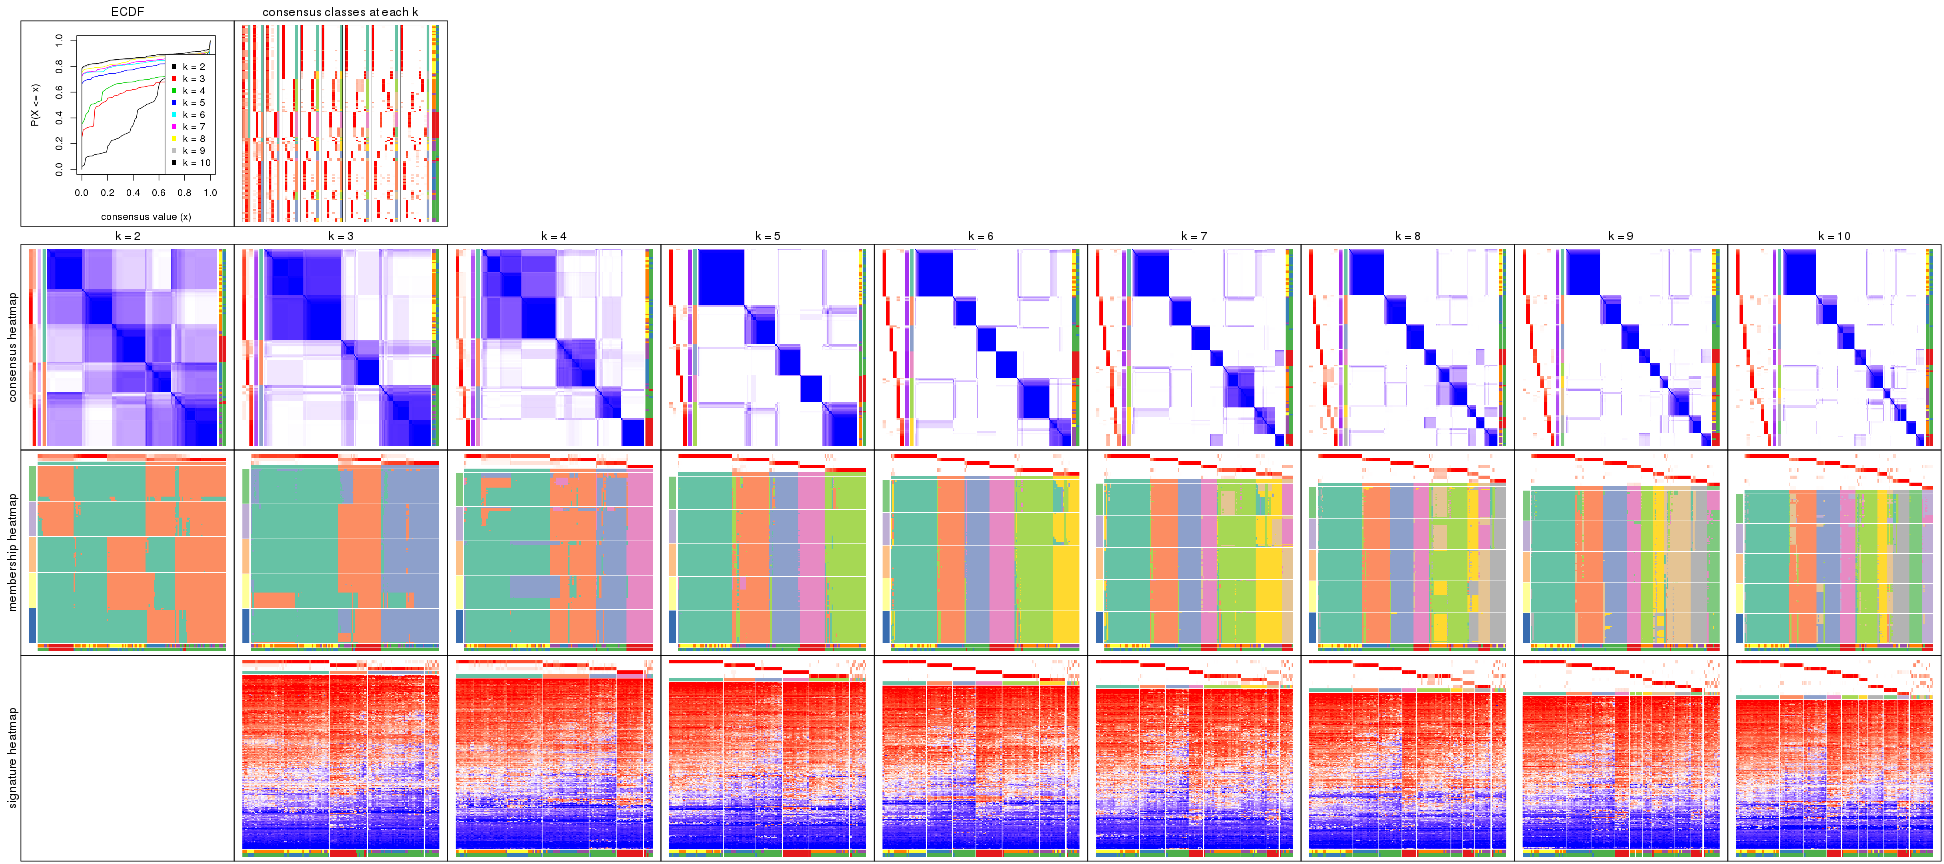 ECDF
consensus classes at each k
P(X <= x)
0.0 0.2 0.4 0.6 0.8 1.0
k = 2
k = 3
k = 4
k = 5
k = 6
k = 7
k = 8
k = 9
k = 10
0.0 0.2 0.4 0.6 0.8 1.0
consensus value (x)
k = 2 k = 3 k = 4 k = 5 k = 6 k = 7 k = 8 k = 9 k = 10
consensus heatmap
membership heatmap
signature heatmap